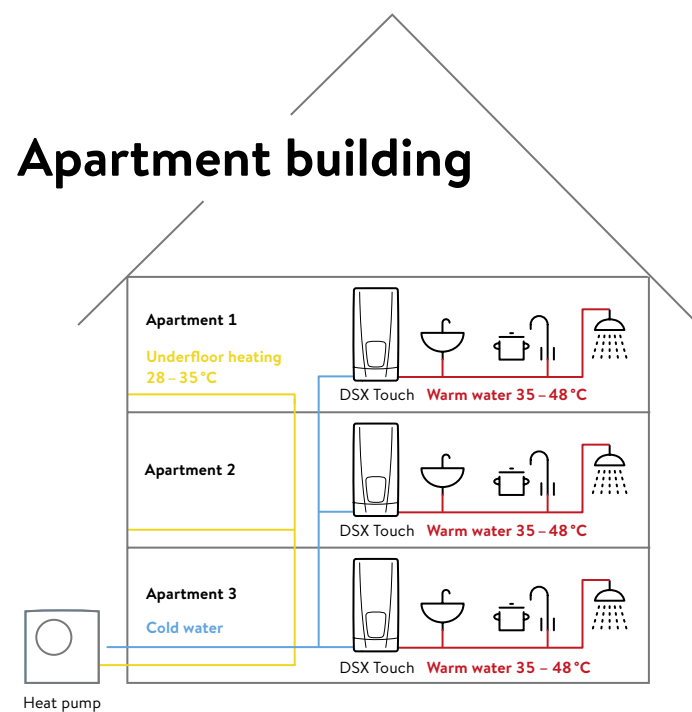 Apartment building
Apartment 1
Underfloor heating
28 – 35 °C
DSX Touch Warm water 35 – 48 °C
Apartment 2
DSX Touch Warm water 35 – 48 °C
Apartment 3
Cold water
DSX Touch Warm water 35 – 48 °C
Heat pump